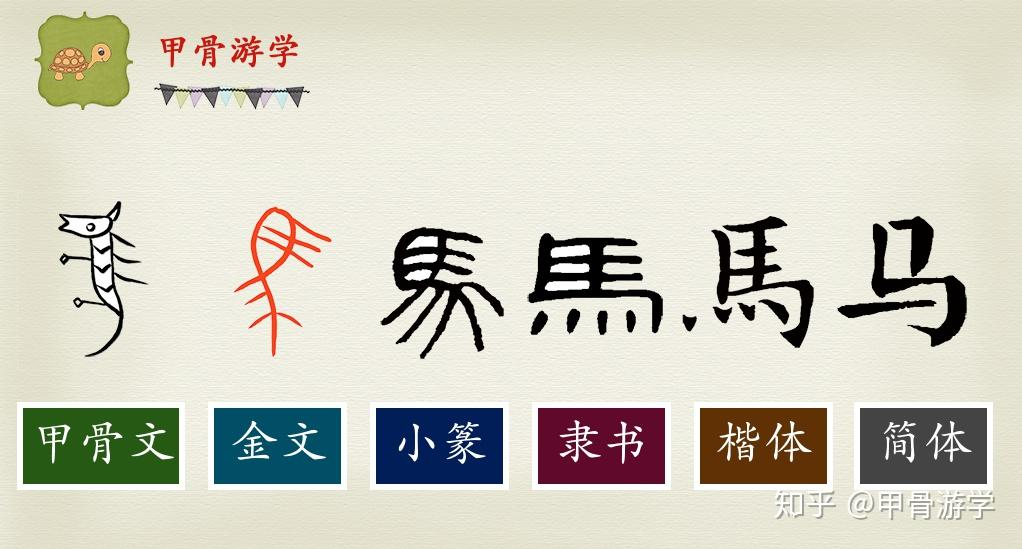 甲骨游学
馬 馬 馬 马
甲骨文 金文 小篆 隶书 楷体 简体
知乎 @甲骨游学